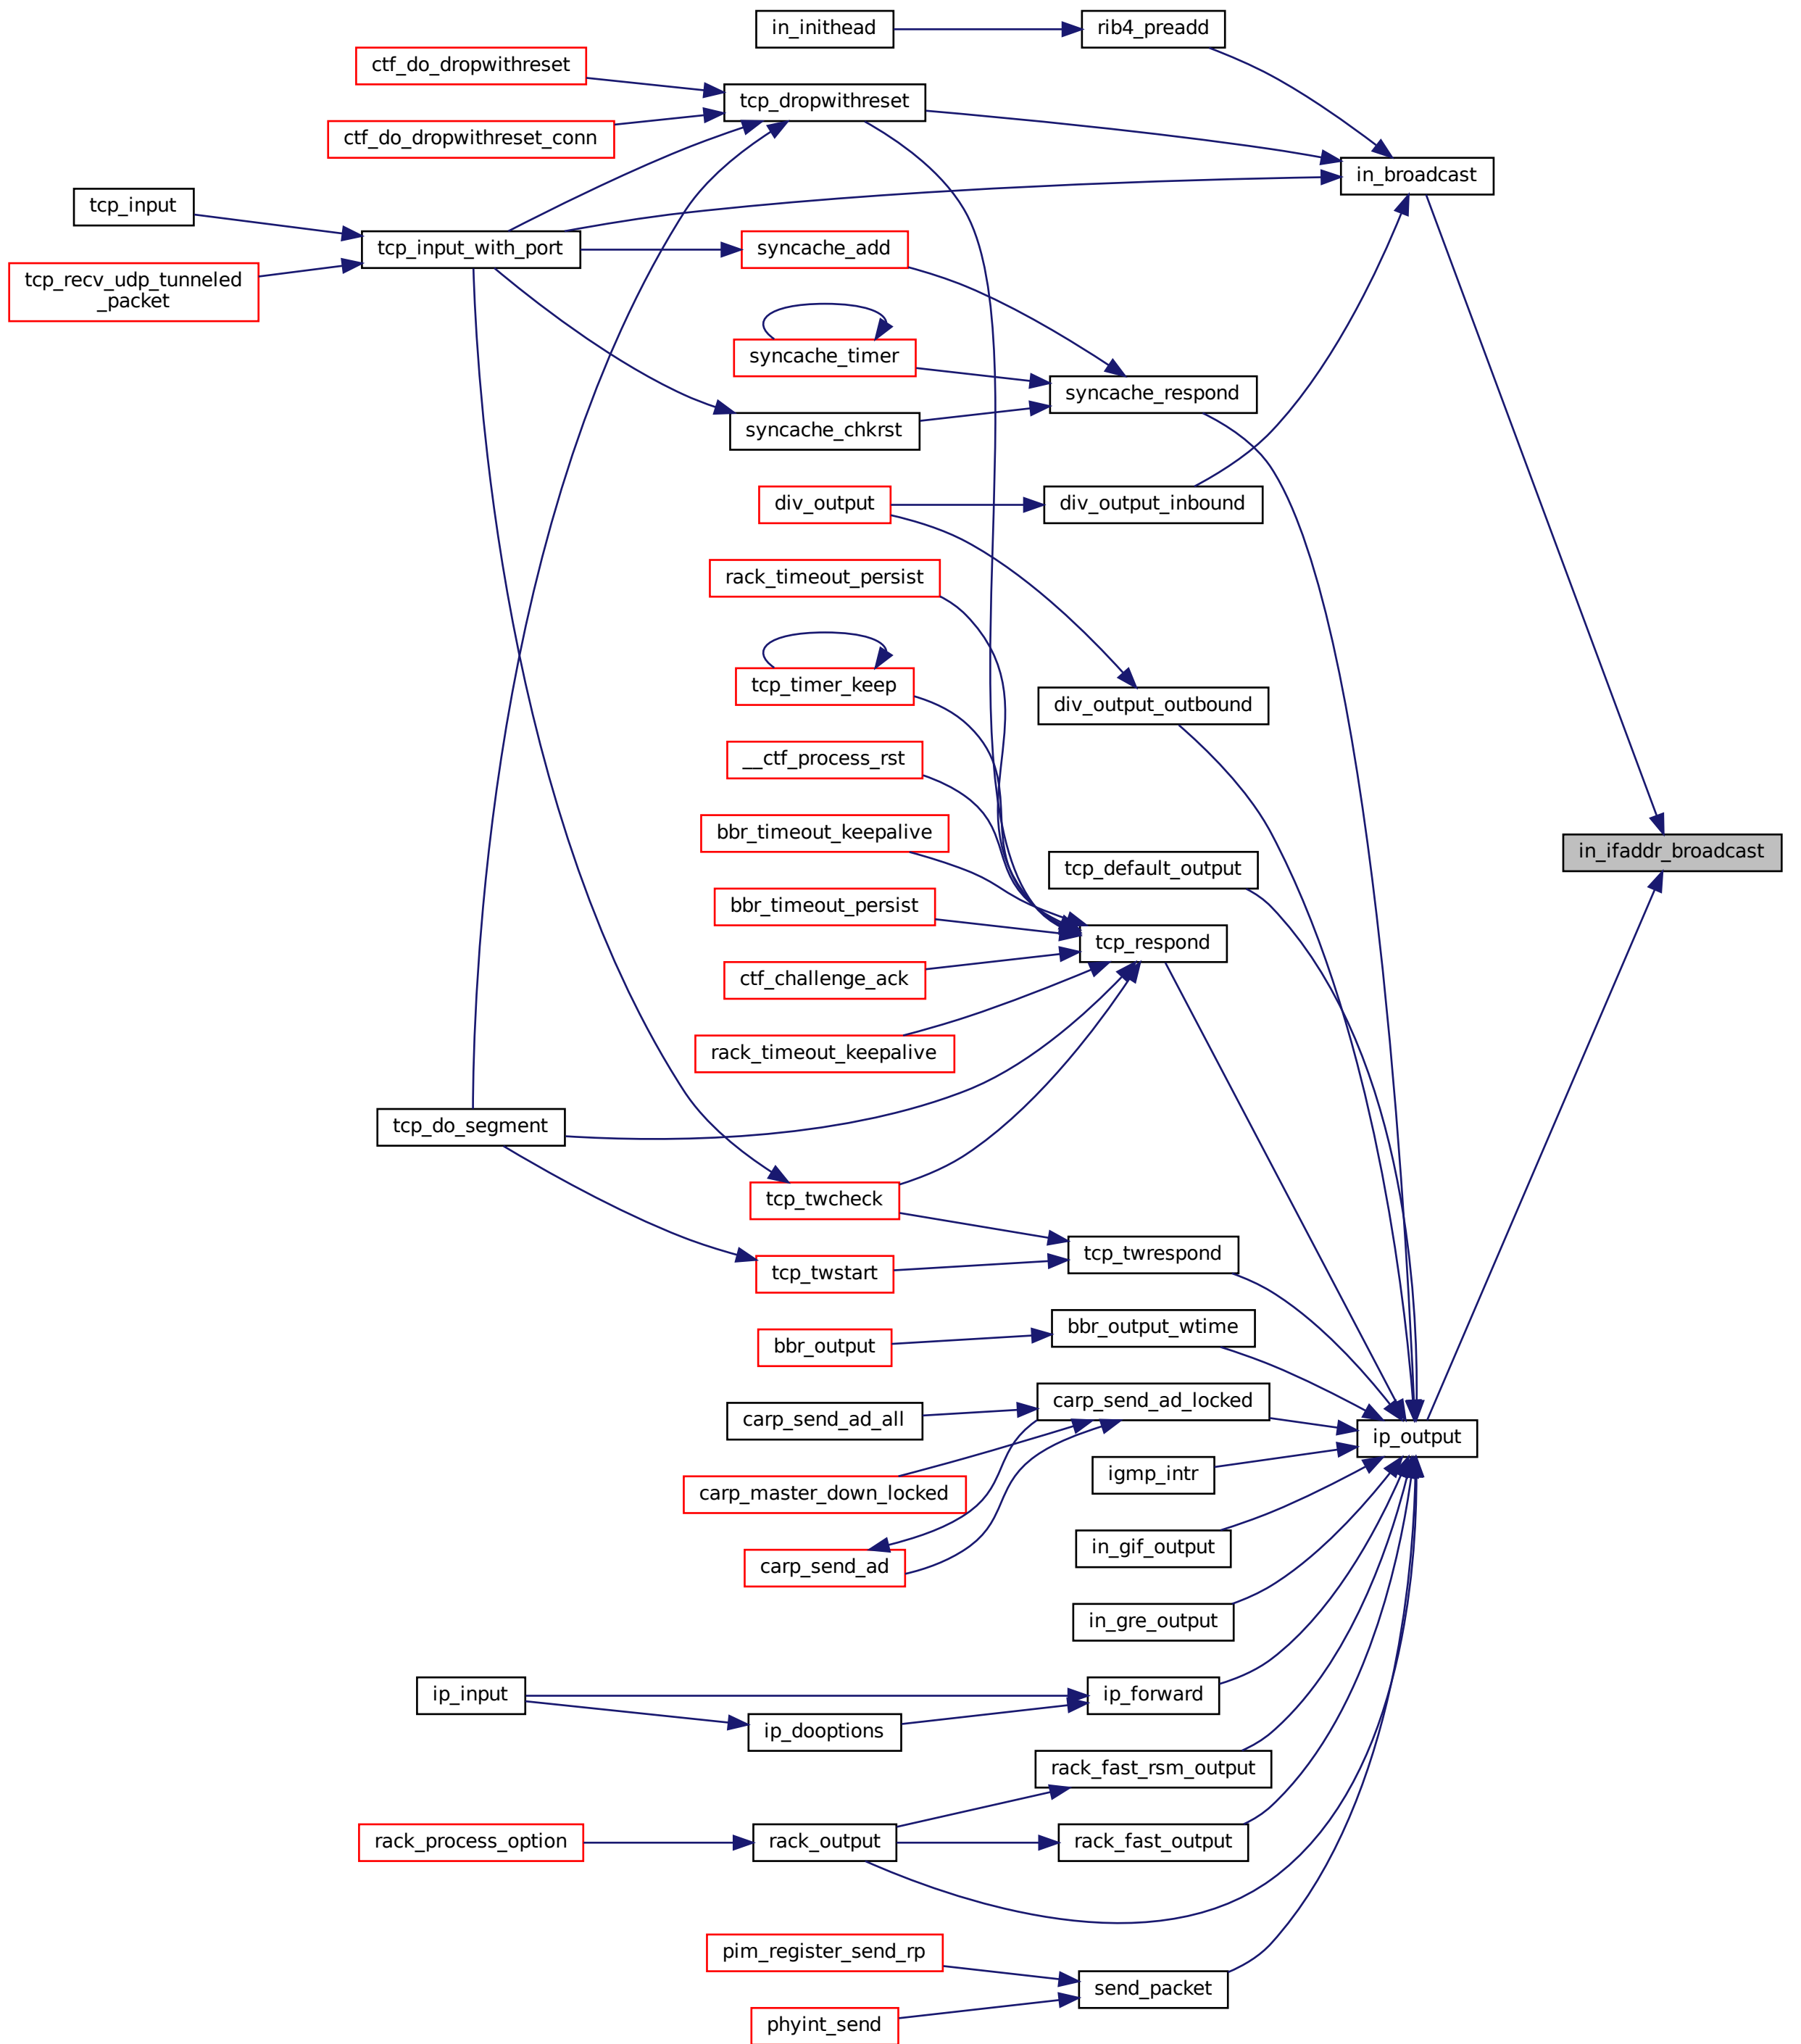 in_inithead
rib4_preadd
ctf_do_dropwithreset
tcp_dropwithreset
ctf_do_dropwithreset_conn
in_broadcast
tcp_input
tcp_input_with_port
syncache_add
tcp_recv_udp_tunneled
_packet
syncache_timer
syncache_respond
syncache_chkrst
div_output
div_output_inbound
rack_timeout_persist
tcp_timer_keep
div_output_outbound
__ctf_process_rst
bbr_timeout_keepalive
in_ifaddr_broadcast
tcp_default_output
bbr_timeout_persist
tcp_respond
ctf_challenge_ack
rack_timeout_keepalive
tcp_do_segment
tcp_twcheck
tcp_twrespond
tcp_twstart
bbr_output_wtime
bbr_output
carp_send_ad_locked
carp_send_ad_all
ip_output
igmp_intr
carp_master_down_locked
in_gif_output
carp_send_ad
in_gre_output
ip_input
ip_forward
ip_dooptions
rack_fast_rsm_output
rack_process_option
rack_output
rack_fast_output
pim_register_send_rp
send_packet
phyint_send